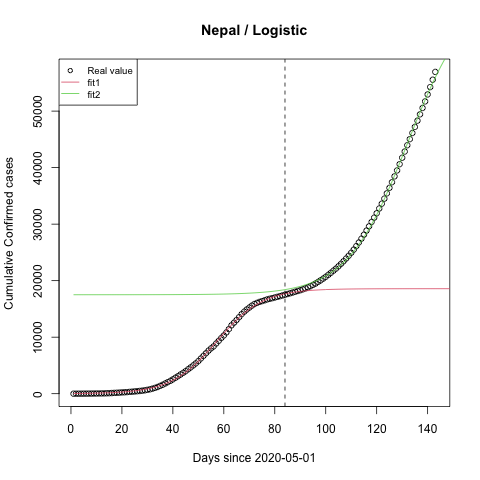 Nepal / Logistic
Real value
fit1
fit2
Cumulative Confirmed cases
50000
40000
30000
20000
10000
0
0 20 40 60 80 100 120 140
Days since 2020-05-01